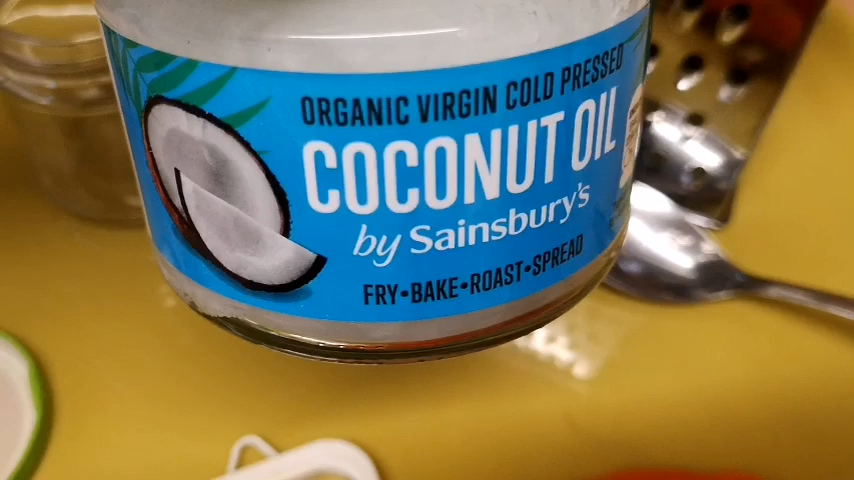 ORGANIC VIRGIN COLD PRESSED
COCONUT OIL
by Sainsbury's
FRY•BAKE•ROAST•SPREAD